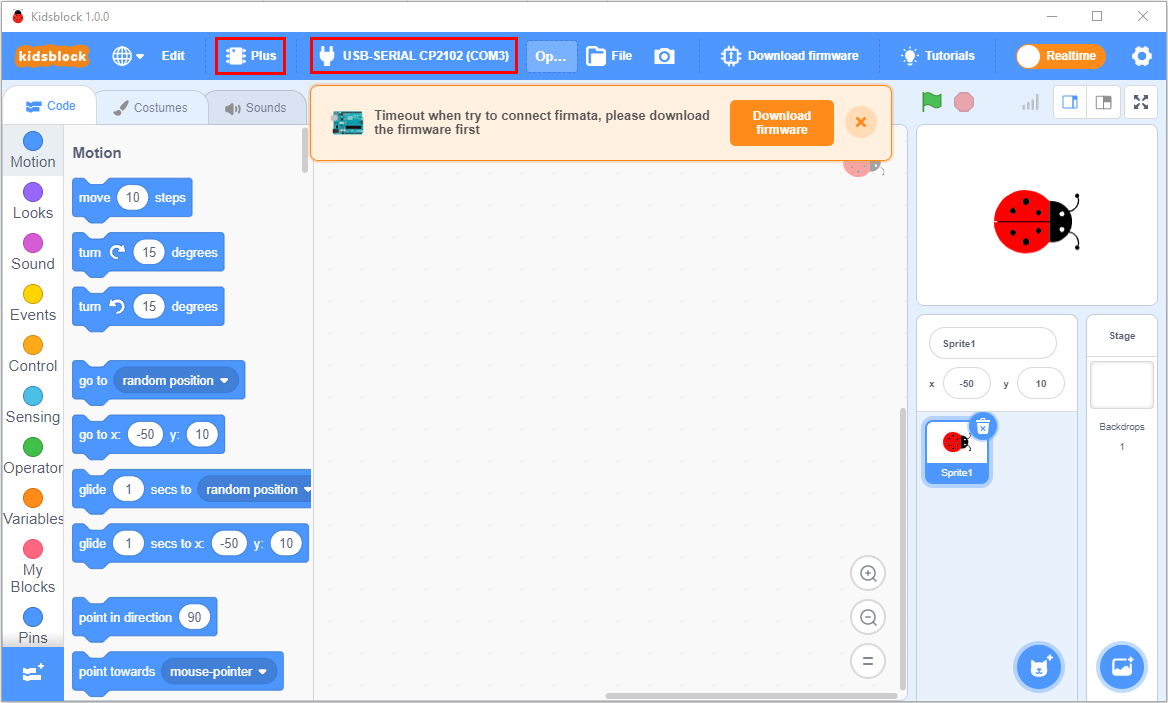 Kidsblock 1.0.0
kidsblock
Edit
Plus
USB-SERIAL CP2102 (COM3)
Op...
File
Download firmware
Tutorials
Realtime
Code
Costumes
Sounds
Timeout when try to connect firmata, please download
the firmware first
Download
firmware
Motion
Looks
Sound
Events
Control
Sensing
Operator
Variables
My
Blocks
Pins
Motion
move 10 steps
turn 15 degrees
turn 15 degrees
go to random position
go to x: -50 y: 10
glide 1 secs to random position
glide 1 secs to x: -50 y: 10
point in direction 90
point towards mouse-pointer
Sprite1
x -50 y 10
Sprite1
Stage
Backdrops
1